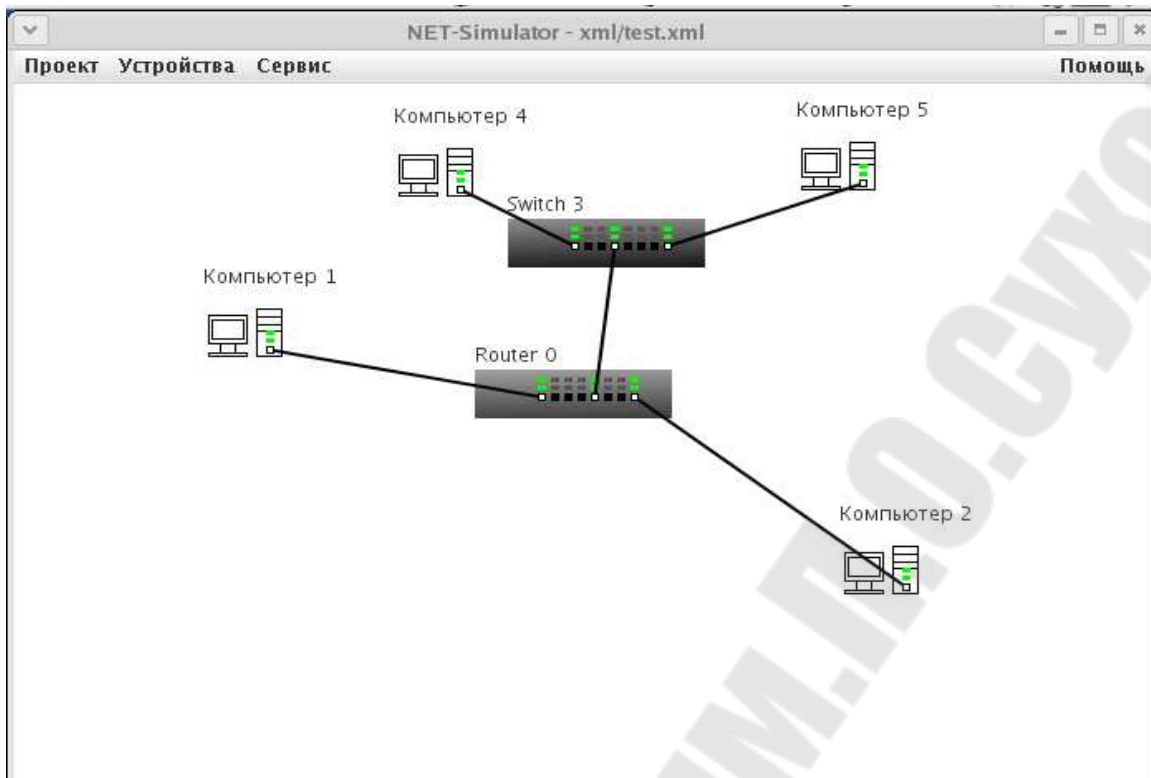 NET-Simulator - xml/test.xml
Проект Устройства Сервис Помощь
Компьютер 4
Компьютер 5
Switch 3
Компьютер 1
Router 0
Компьютер 2